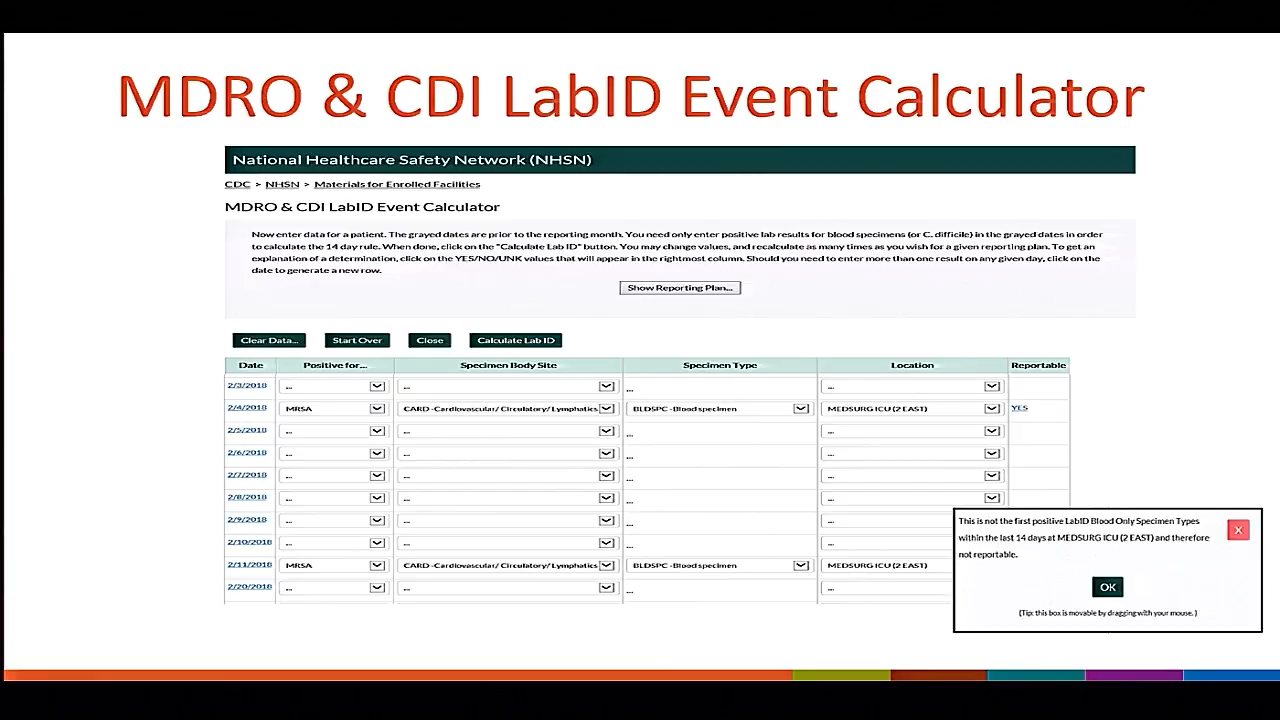 MDRO & CDI LabID Event Calculator
National Healthcare Safety Network (NHSN)
CDC > NHSN > Materials for Enrolled Facilities
MDRO & CDI LabID Event Calculator
Now enter data for a patient. The grayed dates are prior to the reporting month. You need only enter positive lab results for blood specimens (or C. difficile) in the grayed dates in order
to calculate the 14 day rule. When done, click on the "Calculate Lab ID" button. You may change values, and recalculate as many times as you wish for a given reporting plan. To get an
explanation of a determination, click on the YES/NO/UNK values that will appear in the rightmost column. Should you need to enter more than one result on any given day, click on the
date to generate a new row.
Show Reporting Plan...
Clear Data... Start Over Close Calculate Lab ID
Date Positive for... Specimen Body Site Specimen Type Location Reportable
2/3/2018 ... ... ... ...
2/4/2018 MRSA CARD -Cardiovascular/ Circulatory/ Lymphatics BLDSPC -Blood specimen MEDSURG ICU (2 EAST) YES
2/5/2018 ... ... ... ...
2/6/2018 ... ... ... ...
2/7/2018 ... ... ... ...
2/8/2018 ... ... ... ...
2/9/2018 ... ... ... ...
2/10/2018 ... ... ... ...
2/11/2018 MRSA CARD -Cardiovascular/ Circulatory/ Lymphatics BLDSPC -Blood specimen MEDSURG ICU (2 EAST)
2/20/2018 ... ... ... ...
This is not the first positive LabID Blood Only Specimen Types
within the last 14 days at MEDSURG ICU (2 EAST) and therefore
not reportable.
X
OK
(Tip: this box is movable by dragging with your mouse. )